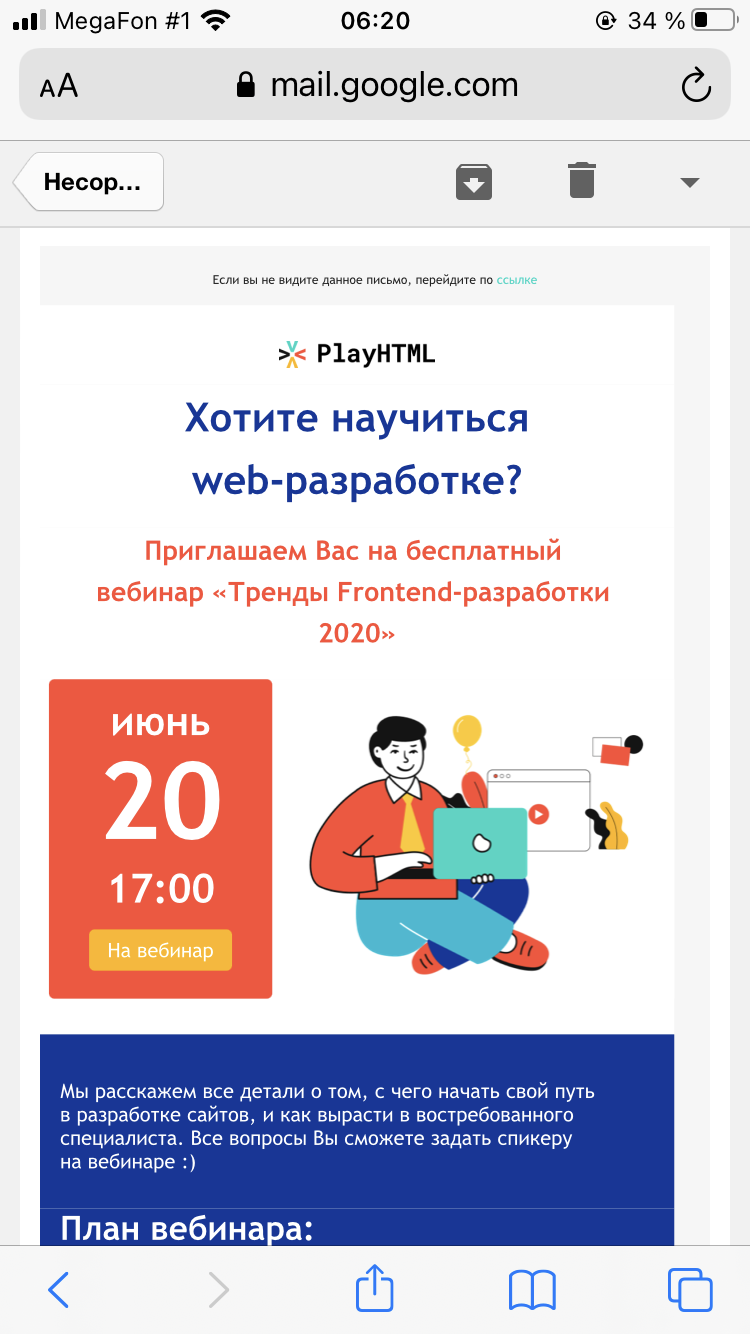 MegaFon #1
06:20
34 %
AA
mail.google.com
Несор...
Если вы не видите данное письмо, перейдите по ссылке
PlayHTML
Хотите научиться
web-разработке?
Приглашаем Вас на бесплатный
вебинар «Тренды Frontend-разработки
2020»
ИЮНЬ
20
17:00
На вебинар
Мы расскажем все детали о том, с чего начать свой путь
в разработке сайтов, и как вырасти в востребованного
специалиста. Все вопросы Вы сможете задать спикеру
на вебинаре :)
План вебинара: